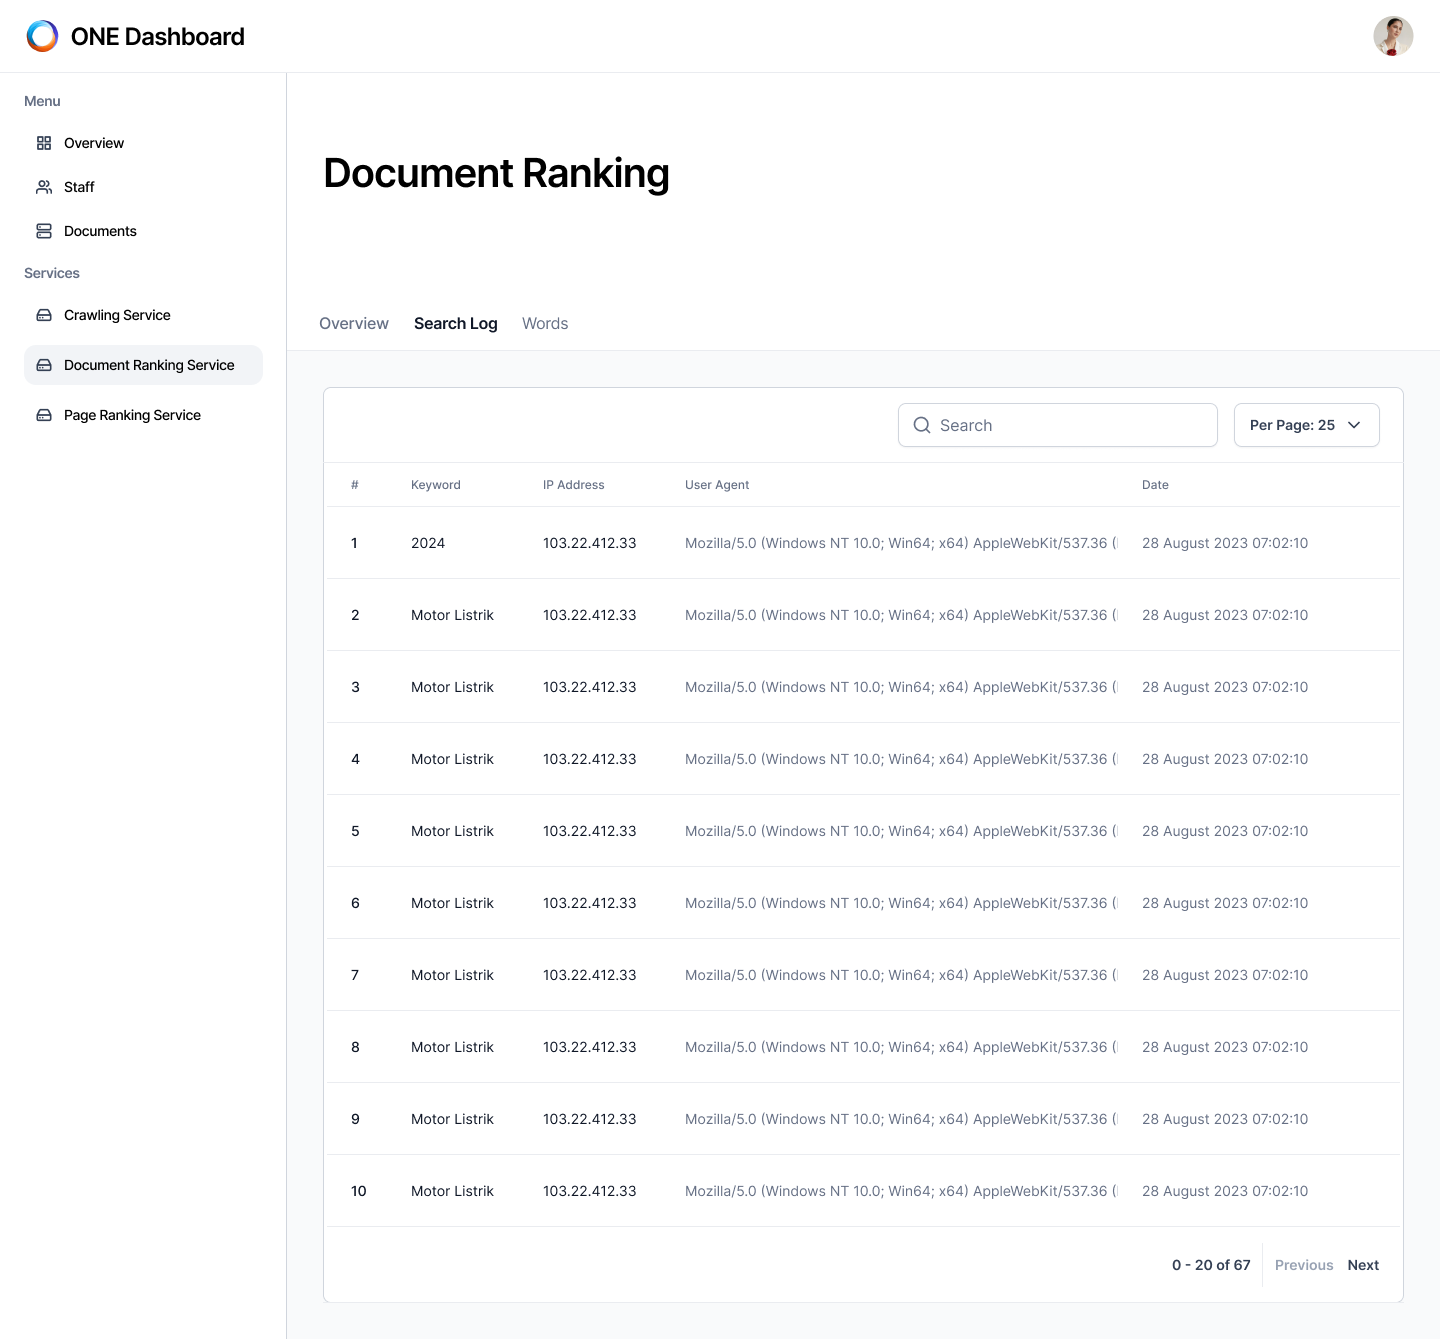 ONE Dashboard
Menu
Overview
Staff
Documents
Services
Crawling Service
Document Ranking Service
Page Ranking Service
Document Ranking
Overview Search Log Words
Search Per Page: 25
# Keyword IP Address User Agent Date
1 2024 103.22.412.33 Mozilla/5.0 (Windows NT 10.0; Win64; x64) AppleWebKit/537.36 ( 28 August 2023 07:02:10
2 Motor Listrik 103.22.412.33 Mozilla/5.0 (Windows NT 10.0; Win64; x64) AppleWebKit/537.36 ( 28 August 2023 07:02:10
3 Motor Listrik 103.22.412.33 Mozilla/5.0 (Windows NT 10.0; Win64; x64) AppleWebKit/537.36 ( 28 August 2023 07:02:10
4 Motor Listrik 103.22.412.33 Mozilla/5.0 (Windows NT 10.0; Win64; x64) AppleWebKit/537.36 ( 28 August 2023 07:02:10
5 Motor Listrik 103.22.412.33 Mozilla/5.0 (Windows NT 10.0; Win64; x64) AppleWebKit/537.36 ( 28 August 2023 07:02:10
6 Motor Listrik 103.22.412.33 Mozilla/5.0 (Windows NT 10.0; Win64; x64) AppleWebKit/537.36 ( 28 August 2023 07:02:10
7 Motor Listrik 103.22.412.33 Mozilla/5.0 (Windows NT 10.0; Win64; x64) AppleWebKit/537.36 ( 28 August 2023 07:02:10
8 Motor Listrik 103.22.412.33 Mozilla/5.0 (Windows NT 10.0; Win64; x64) AppleWebKit/537.36 ( 28 August 2023 07:02:10
9 Motor Listrik 103.22.412.33 Mozilla/5.0 (Windows NT 10.0; Win64; x64) AppleWebKit/537.36 ( 28 August 2023 07:02:10
10 Motor Listrik 103.22.412.33 Mozilla/5.0 (Windows NT 10.0; Win64; x64) AppleWebKit/537.36 ( 28 August 2023 07:02:10
0 - 20 of 67 Previous Next